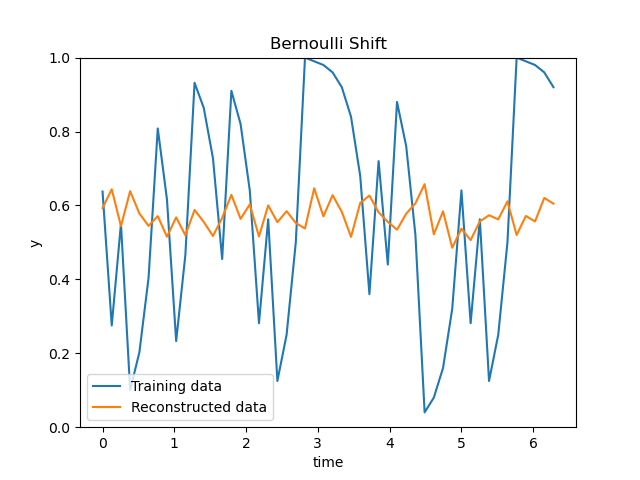 Bernoulli Shift
1.0
0.8
0.6
0.4
0.2
0.0
y
Training data
Reconstructed data
0 1 2 3 4 5 6
time